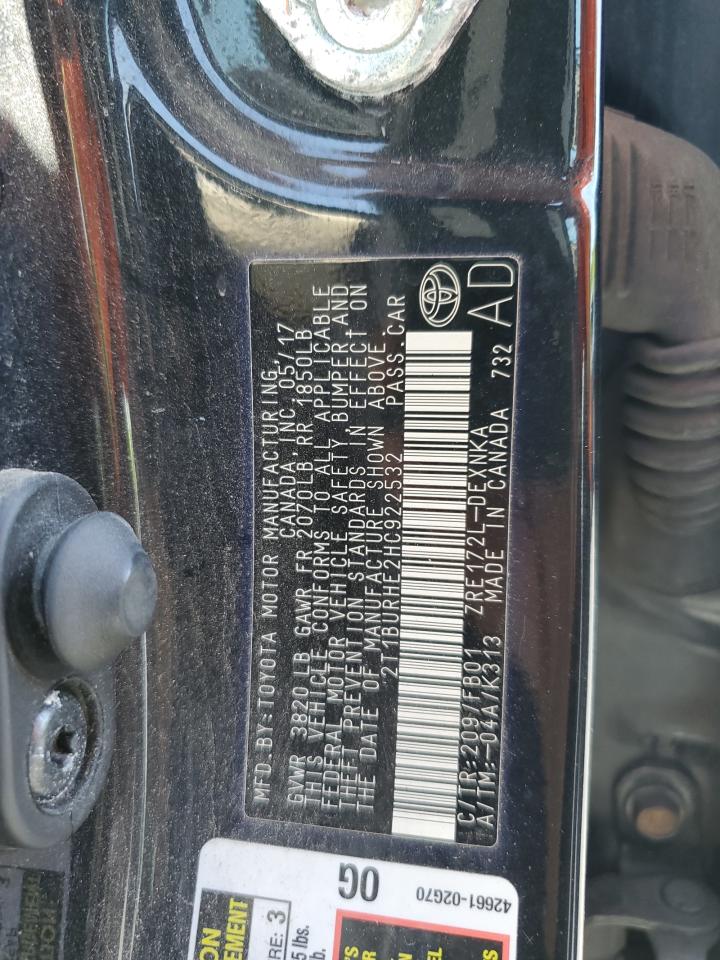 MFD.BY:TOYOTA MOTOR MANUFACTURING
CANADA,INC. 05/17
GVWR 3820 LB GAWR FR 2070LB RR 1850LB
THIS VEHICLE CONFORMS TO ALL APPLICABLE
FEDERAL MOTOR VEHICLE SAFETY BUMPER,AND
THEFT PREVENTION STANDARDS IN EFFECT ON
THE DATE OF MANUFACTURE SHOWN ABOVE.
2T1BURHE2HC922532 PASS.CAR
C/TR:209/FB01 ZRE172L-DEXNKA
A/TM:-04A/K313 MADE IN CANADA 732 AD
OG
42661-02G70
3